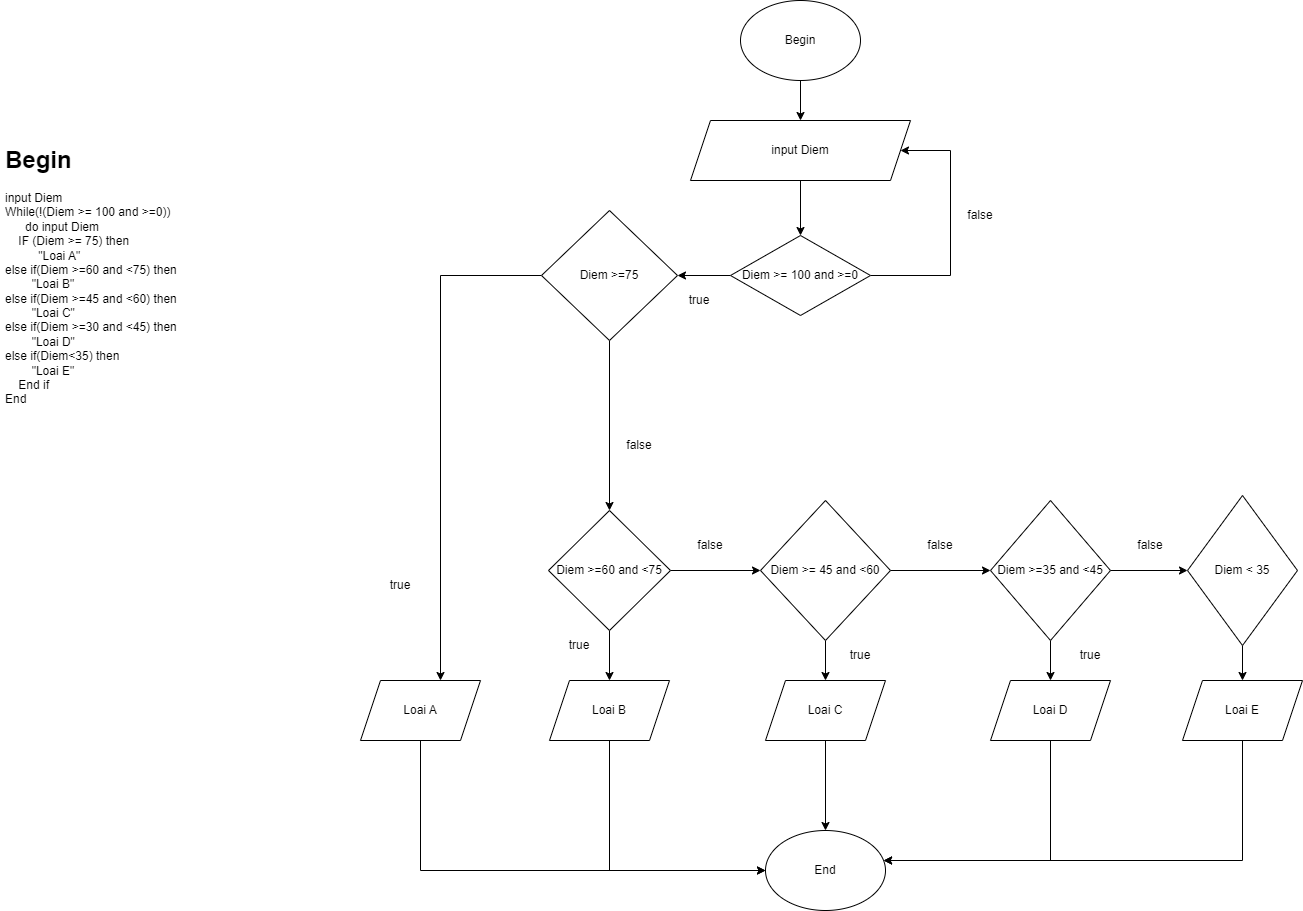 Begin
input Diem
While(!(Diem >= 100 and >=0))
do input Diem
IF (Diem >= 75) then
"Loai A"
else if(Diem >=60 and <75) then
"Loai B"
else if(Diem >=45 and <60) then
"Loai C"
else if(Diem >=30 and <45) then
"Loai D"
else if(Diem<35) then
"Loai E"
End if
End
Begin
input Diem
false
Diem >=75
Diem >= 100 and >=0
true
false
Diem >=60 and <75
false
Diem >= 45 and <60
false
Diem >=35 and <45
false
Diem < 35
true
true
true
true
Loai A
Loai B
Loai C
Loai D
Loai E
End